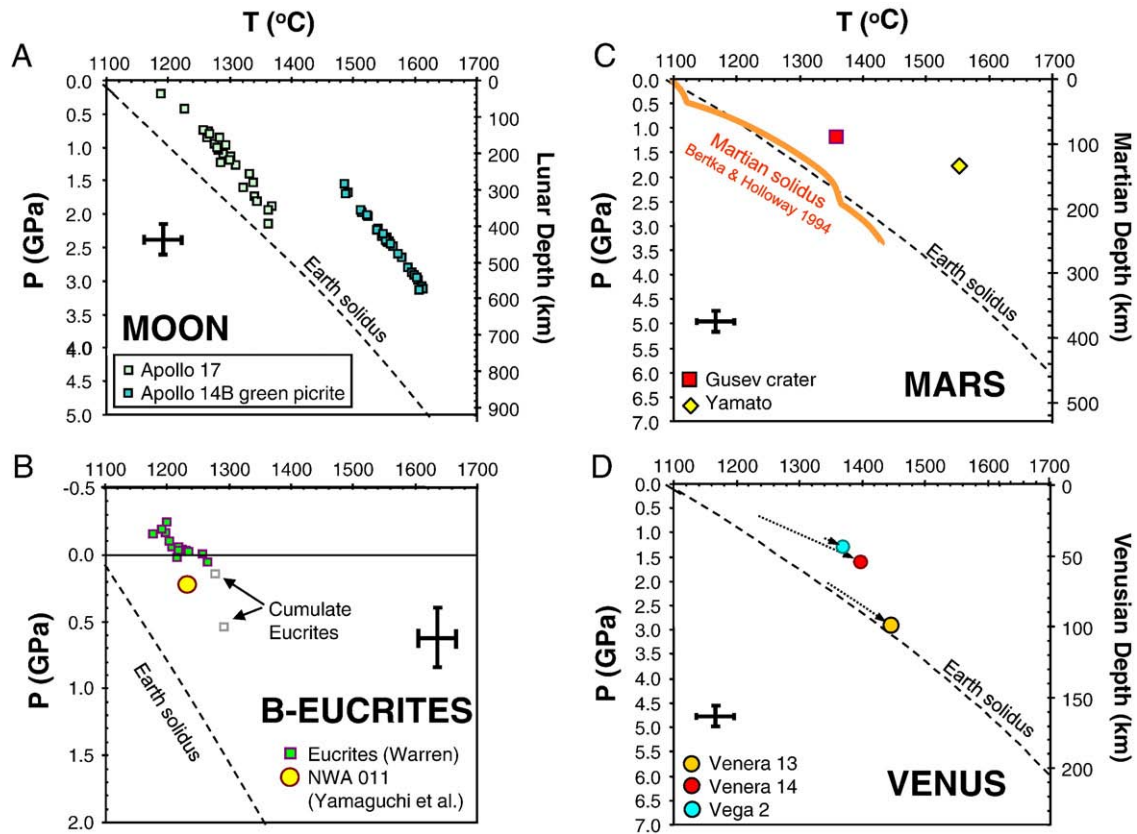 T (ºC)
A
1100 1200 1300 1400 1500 1600 1700
0.0
0.5
1.0
1.5
2.0
2.5
3.0
3.5
4.0
4.5
5.0
P (GPa)
0
100
200
300
400
500
600
700
800
900
Lunar Depth (km)
Earth solidus
MOON
Apollo 17
Apollo 14B green picrite
B
1100 1200 1300 1400 1500 1600 1700
-0.5
0.0
0.5
1.0
1.5
2.0
P (GPa)
Cumulate
Eucrites
Earth solidus
B-EUCRITES
Eucrites (Warren)
NWA 011
(Yamaguchi et al.)
T (ºC)
C
1100 1200 1300 1400 1500 1600 1700
0.0
0.5
1.0
1.5
2.0
2.5
3.0
3.5
4.0
4.5
5.0
5.5
6.0
6.5
7.0
P (GPa)
0
100
200
300
400
500
Martian Depth (km)
Martian solidus
Bertka & Holloway 1994
Earth solidus
Gusev crater
Yamato
MARS
D
1100 1200 1300 1400 1500 1600 1700
0.0
0.5
1.0
1.5
2.0
2.5
3.0
3.5
4.0
4.5
5.0
5.5
6.0
6.5
7.0
P (GPa)
0
50
100
150
200
Venusian Depth (km)
Earth solidus
Venera 13
Venera 14
Vega 2
VENUS